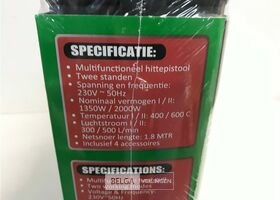 SPECIFICATIE:
• Multifunctioneel hittepistool
• Twee standen
• Spanning en frequentie:
230V ~ 50Hz
• Nominaal vermogen I / II:
1350W / 2000W
• Temperatuur I / II: 400 / 600 C
• Luchtstroom I / II:
300 / 500 L/min
• Netsnoer lengte: 1.8 MTR
• Inclusief 4 accessoires
SPECIFICATIONS:
• Two working modes
• Voltage & Frequency:
230V~50Hz